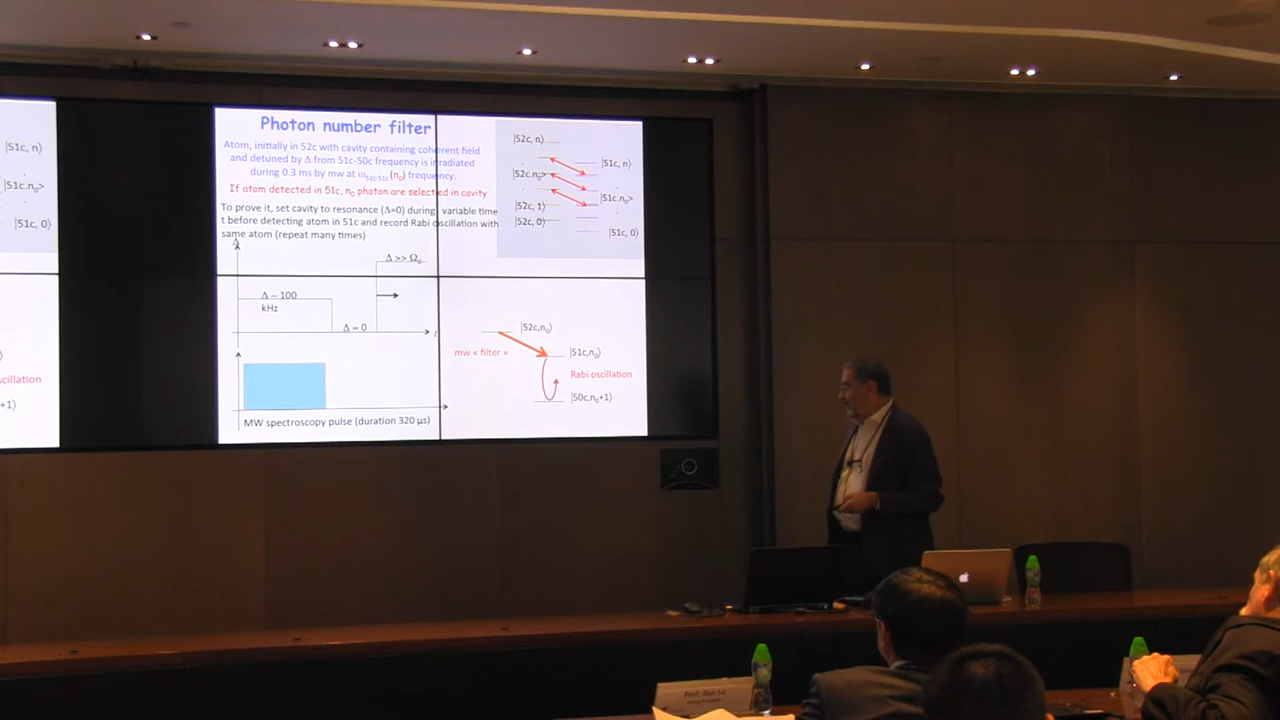 |51c, n⟩
|51c.n₀>
|51c, 0⟩
cillation
+1⟩
Photon number filter
Atom, initially in 52c with cavity containing coherent field
and detuned by Δ from 51c-50c frequency is irradiated
during 0.3 ms by mw at ω52c-51c(n₀) frequency.
If atom detected in 51c, n₀ photon are selected in cavity
To prove it, set cavity to resonance (Δ=0) during variable time
t before detecting atom in 51c and record Rabi oscillation with
same atom (repeat many times)
|52c, n⟩
|51c, n⟩
|52c.n₀>
|51c.n₀>
|52c, 1⟩
|52c, 0⟩
|51c, 0⟩
Δ
Δ >> Ω₀
Δ ~ 100
kHz
Δ = 0
t
MW spectroscopy pulse (duration 320 µs)
|52c,n₀⟩
mw « filter »
|51c,n₀⟩
Rabi oscillation
|50c,n₀+1⟩
Prof. Dan Lu